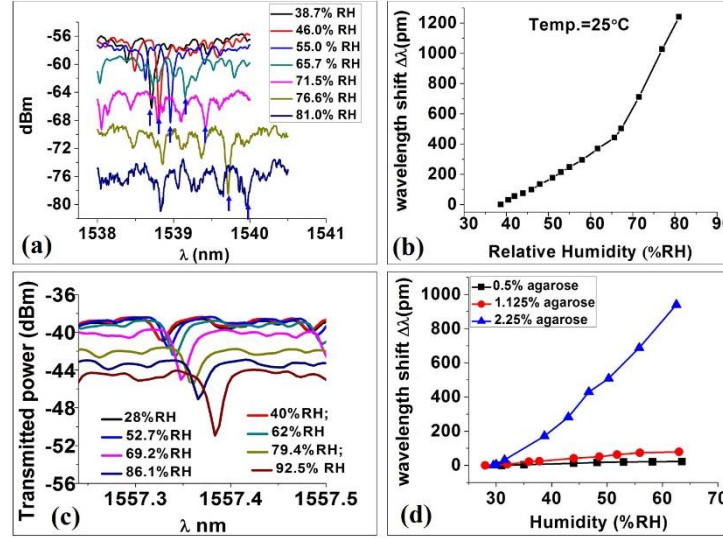 -56
-60
-64
-68
-72
-76
-80
dBm
38.7% RH
46.0% RH
55.0 % RH
65.7 % RH
71.5% RH
76.6% RH
81.0% RH
(a)
1538 1539 1540 1541
λ (nm)
1200
1000
800
600
400
200
0
wavelength shift Δλ(pm)
Temp.=25°C
(b)
30 40 50 60 70 80 90
Relative Humidity (%RH)
-36
-40
-44
-48
-52
-56
Transmitted power (dBm)
28%RH 40%RH;
52.7%RH 62%RH
69.2%RH 79.4%RH;
86.1%RH 92.5% RH
(c)
1557.3 1557.4 1557.5
λ nm
1000
800
600
400
200
0
wavelength shift Δλ(pm)
0.5% agarose
1.125% agarose
2.25% agarose
(d)
30 40 50 60 70
Humidity (%RH)